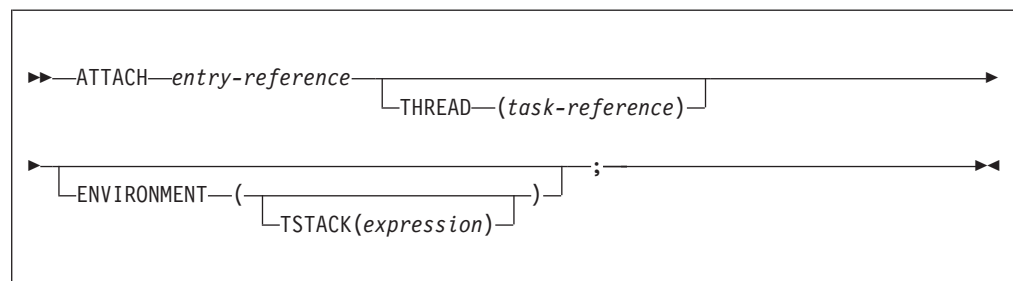 ATTACH entry-reference
THREAD (task-reference)
;
ENVIRONMENT ( )
TSTACK(expression)